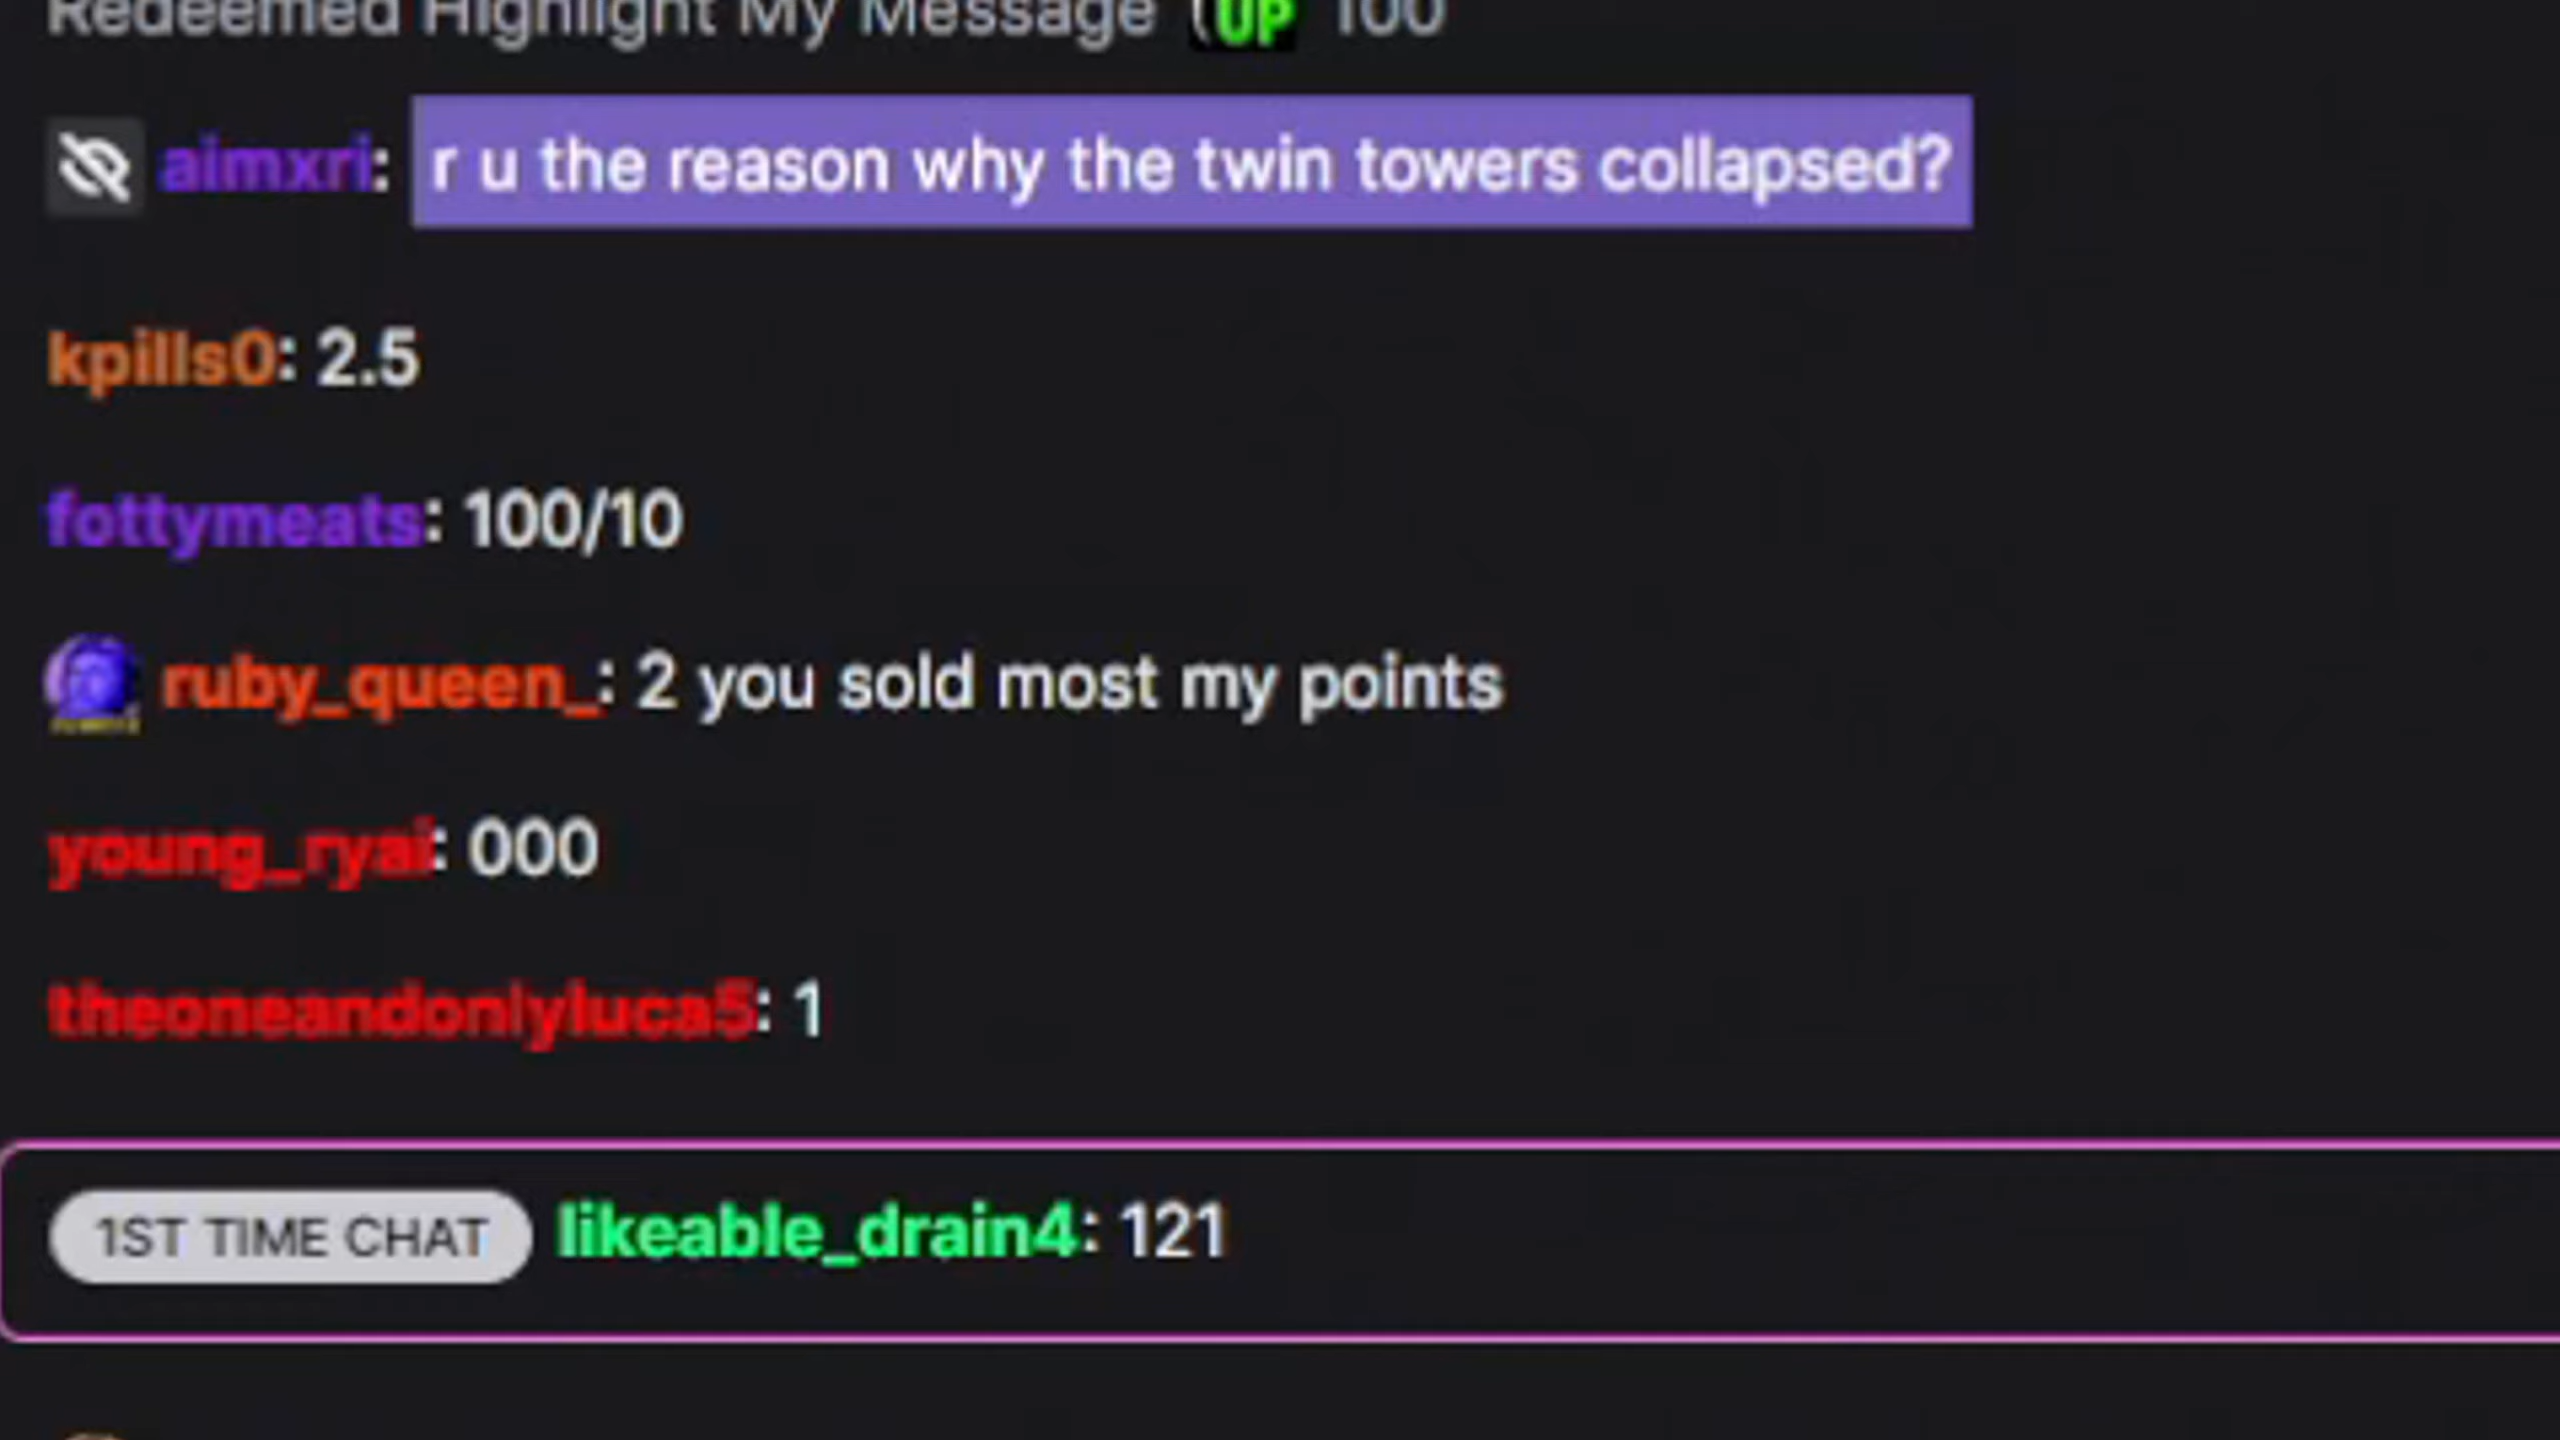 Redeemed Highlight My Message UP 100
aimxri: r u the reason why the twin towers collapsed?
kpills0: 2.5
fottymeats: 100/10
ruby_queen_: 2 you sold most my points
young_ryai: 000
theoneandonlyluca5: 1
1ST TIME CHAT likeable_drain4: 121